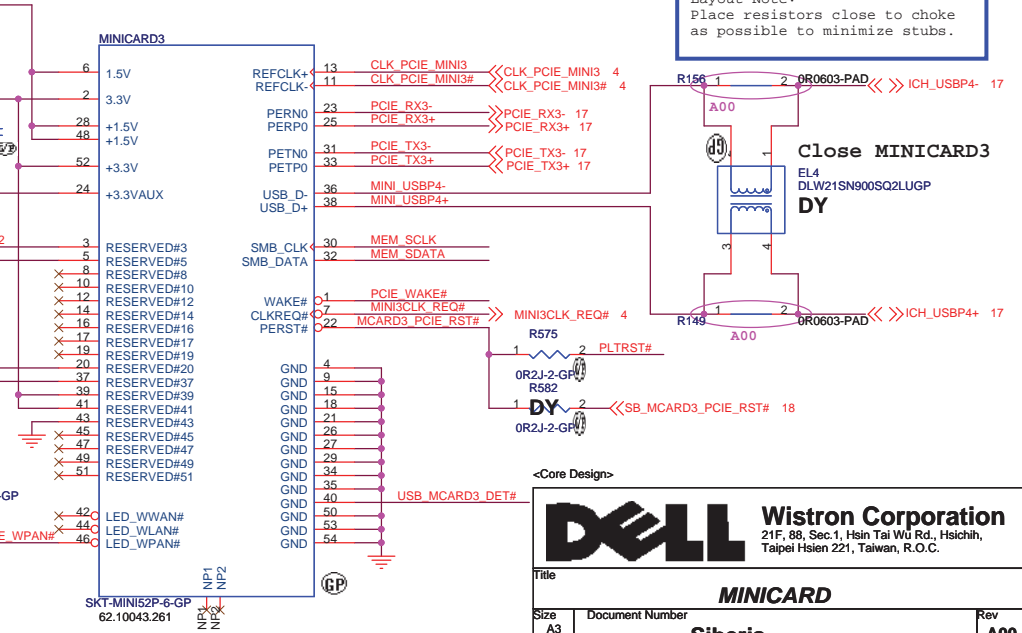 Place resistors close to choke
as possible to minimize stubs.
MINICARD3
6 1.5V
2 3.3V
28 +1.5V
48 +1.5V
52 +3.3V
24 +3.3VAUX
3 RESERVED#3
5 RESERVED#5
8 RESERVED#8
10 RESERVED#10
12 RESERVED#12
14 RESERVED#14
16 RESERVED#16
17 RESERVED#17
19 RESERVED#19
20 RESERVED#20
37 RESERVED#37
39 RESERVED#39
41 RESERVED#41
43 RESERVED#43
45 RESERVED#45
47 RESERVED#47
49 RESERVED#49
51 RESERVED#51
42 LED_WWAN#
44 LED_WLAN#
E_WPAN# 46 LED_WPAN#
-GP
REFCLK+ 13 CLK_PCIE_MINI3 CLK_PCIE_MINI3 4
REFCLK- 11 CLK_PCIE_MINI3# CLK_PCIE_MINI3# 4
PERN0 23 PCIE_RX3- PCIE_RX3- 17
PERP0 25 PCIE_RX3+ PCIE_RX3+ 17
PETN0 31 PCIE_TX3- PCIE_TX3- 17
PETP0 33 PCIE_TX3+ PCIE_TX3+ 17
USB_D- 36 MINI_USBP4-
USB_D+ 38 MINI_USBP4+
SMB_CLK 30 MEM_SCLK
SMB_DATA 32 MEM_SDATA
WAKE# 1 PCIE_WAKE#
CLKREQ# 7 MINI3CLK_REQ# MINI3CLK_REQ# 4
PERST# 22 MCARD3_PCIE_RST#
GND 4
GND 9
GND 15
GND 18
GND 21
GND 26
GND 27
GND 29
GND 34
GND 35
GND 40 USB_MCARD3_DET#
GND 50
GND 53
GND 54
NP1 NP2
NP1 NP2
SKT-MINI52P-6-GP
62.10043.261
GP
R156 1 2 0R0603-PAD ICH_USBP4- 17
A00
GP
1
Close MINICARD3
EL4
DLW21SN900SQ2LUGP
DY
3 4
R149 1 2 0R0603-PAD ICH_USBP4+ 17
A00
R575
1 2 PLTRST#
0R2J-2-GP
R582
1 DY 2 SB_MCARD3_PCIE_RST# 18
0R2J-2-GP
<Core Design>
DELL
Wistron Corporation
21F, 88, Sec.1, Hsin Tai Wu Rd., Hsichih,
Taipei Hsien 221, Taiwan, R.O.C.
Title
MINICARD
Size Document Number Rev
A3 A00